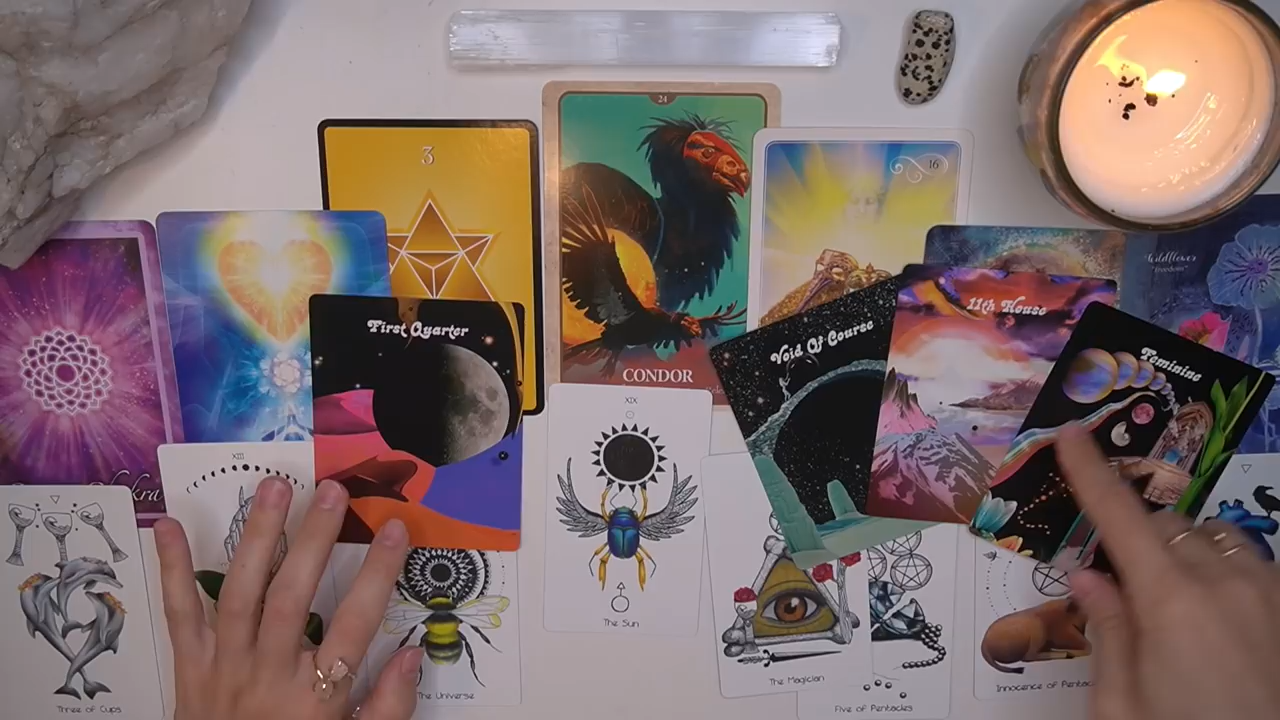 24
3
16
Wildflower
"Freedom"
11th House
First Quarter
Void Of Course
Feminine
CONDOR
XIX
XIII
The Sun
The Magician
The Universe
Innocence of Pentac
Three of Cups
Five of Pentacles